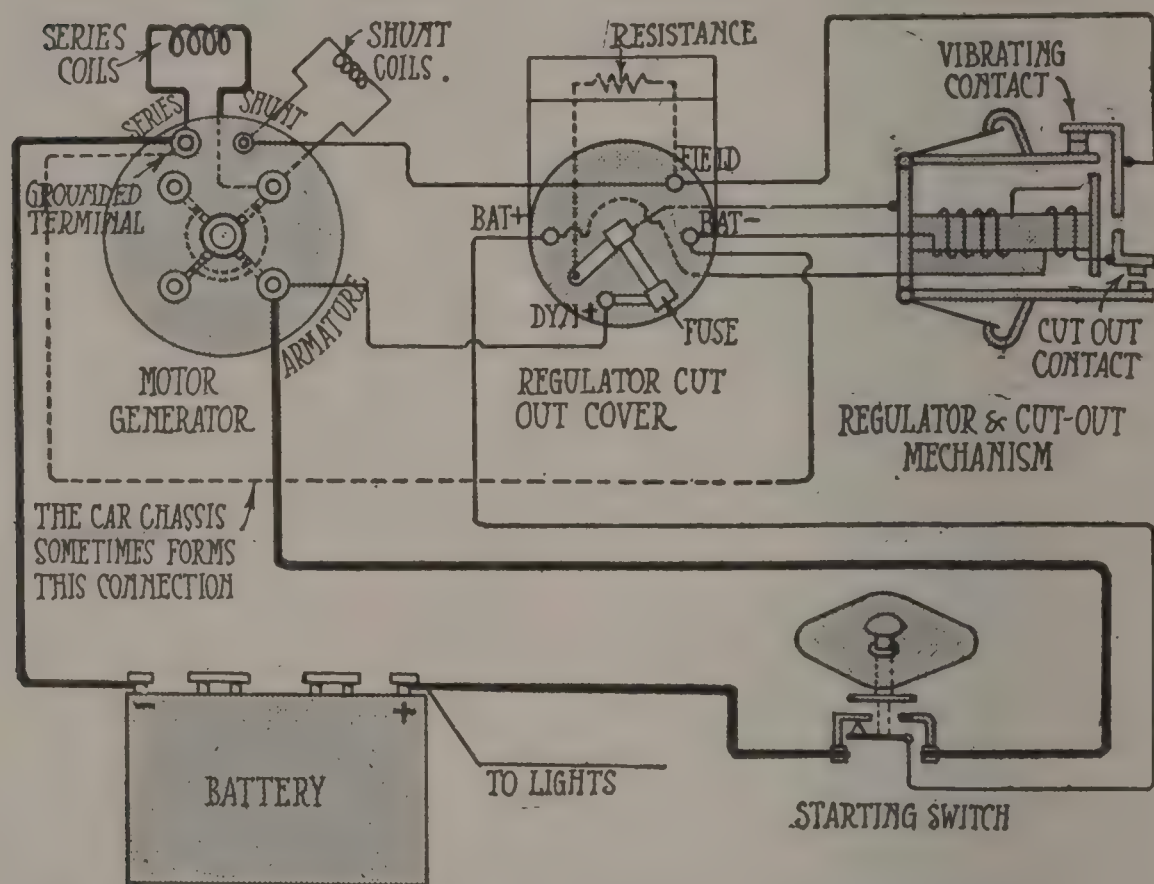 SERIES
COILS
SHUNT
COILS.
RESISTANCE
VIBRATING
CONTACT
SERIES
SHUNT
GROUNDED
TERMINAL
FIELD
BAT+
BAT-
DYN+
FUSE
ARMATURE
CUT OUT
CONTACT
MOTOR
GENERATOR
REGULATOR CUT
OUT COVER
REGULATOR & CUT-OUT
MECHANISM
THE CAR CHASSIS
SOMETIMES FORMS
THIS CONNECTION
- +
BATTERY
TO LIGHTS
STARTING SWITCH